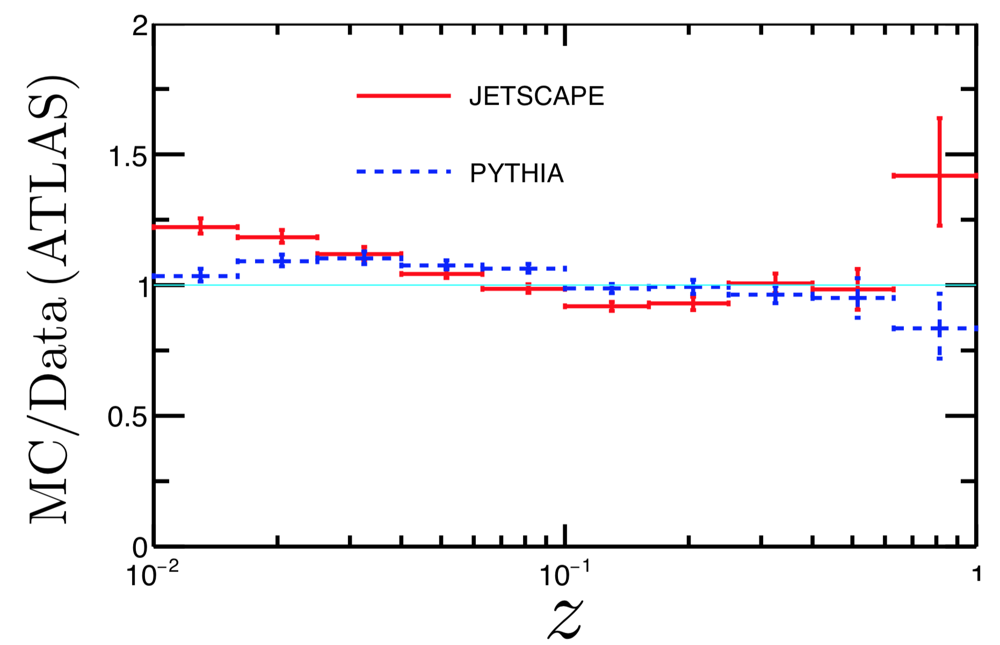 MC/Data (ATLAS)
2
1.5
1
0.5
0
JETSCAPE
PYTHIA
10⁻²
10⁻¹
1
z